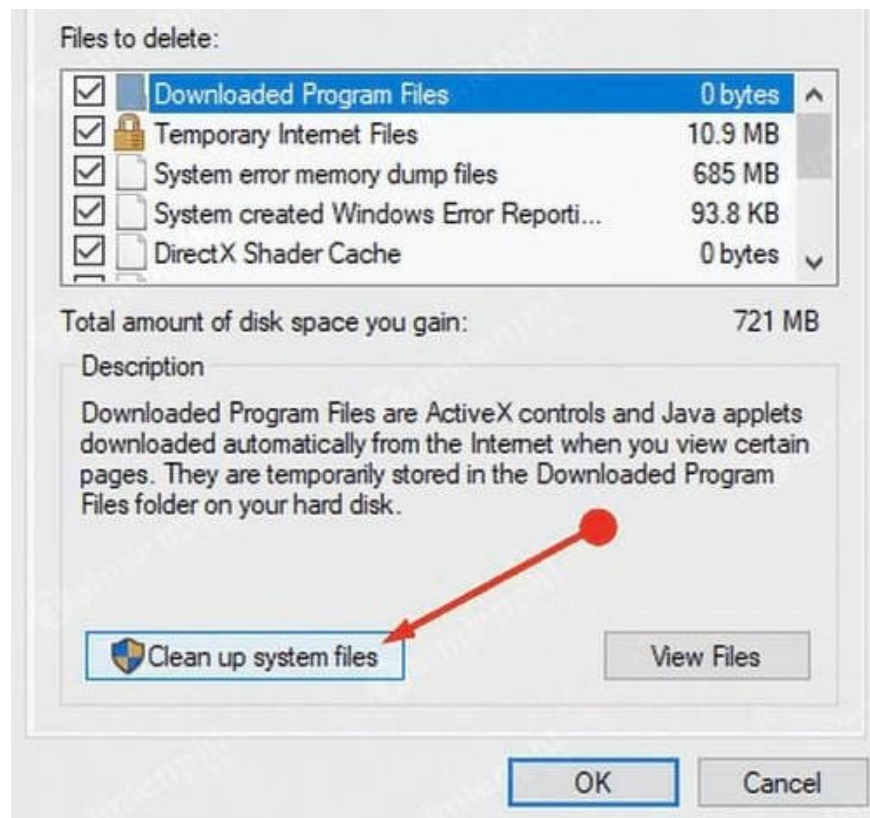 Files to delete:
Downloaded Program Files 0 bytes
Temporary Internet Files 10.9 MB
System error memory dump files 685 MB
System created Windows Error Reporti... 93.8 KB
DirectX Shader Cache 0 bytes
Total amount of disk space you gain: 721 MB
Description
Downloaded Program Files are ActiveX controls and Java applets
downloaded automatically from the Internet when you view certain
pages. They are temporarily stored in the Downloaded Program
Files folder on your hard disk.
Clean up system files View Files
OK Cancel